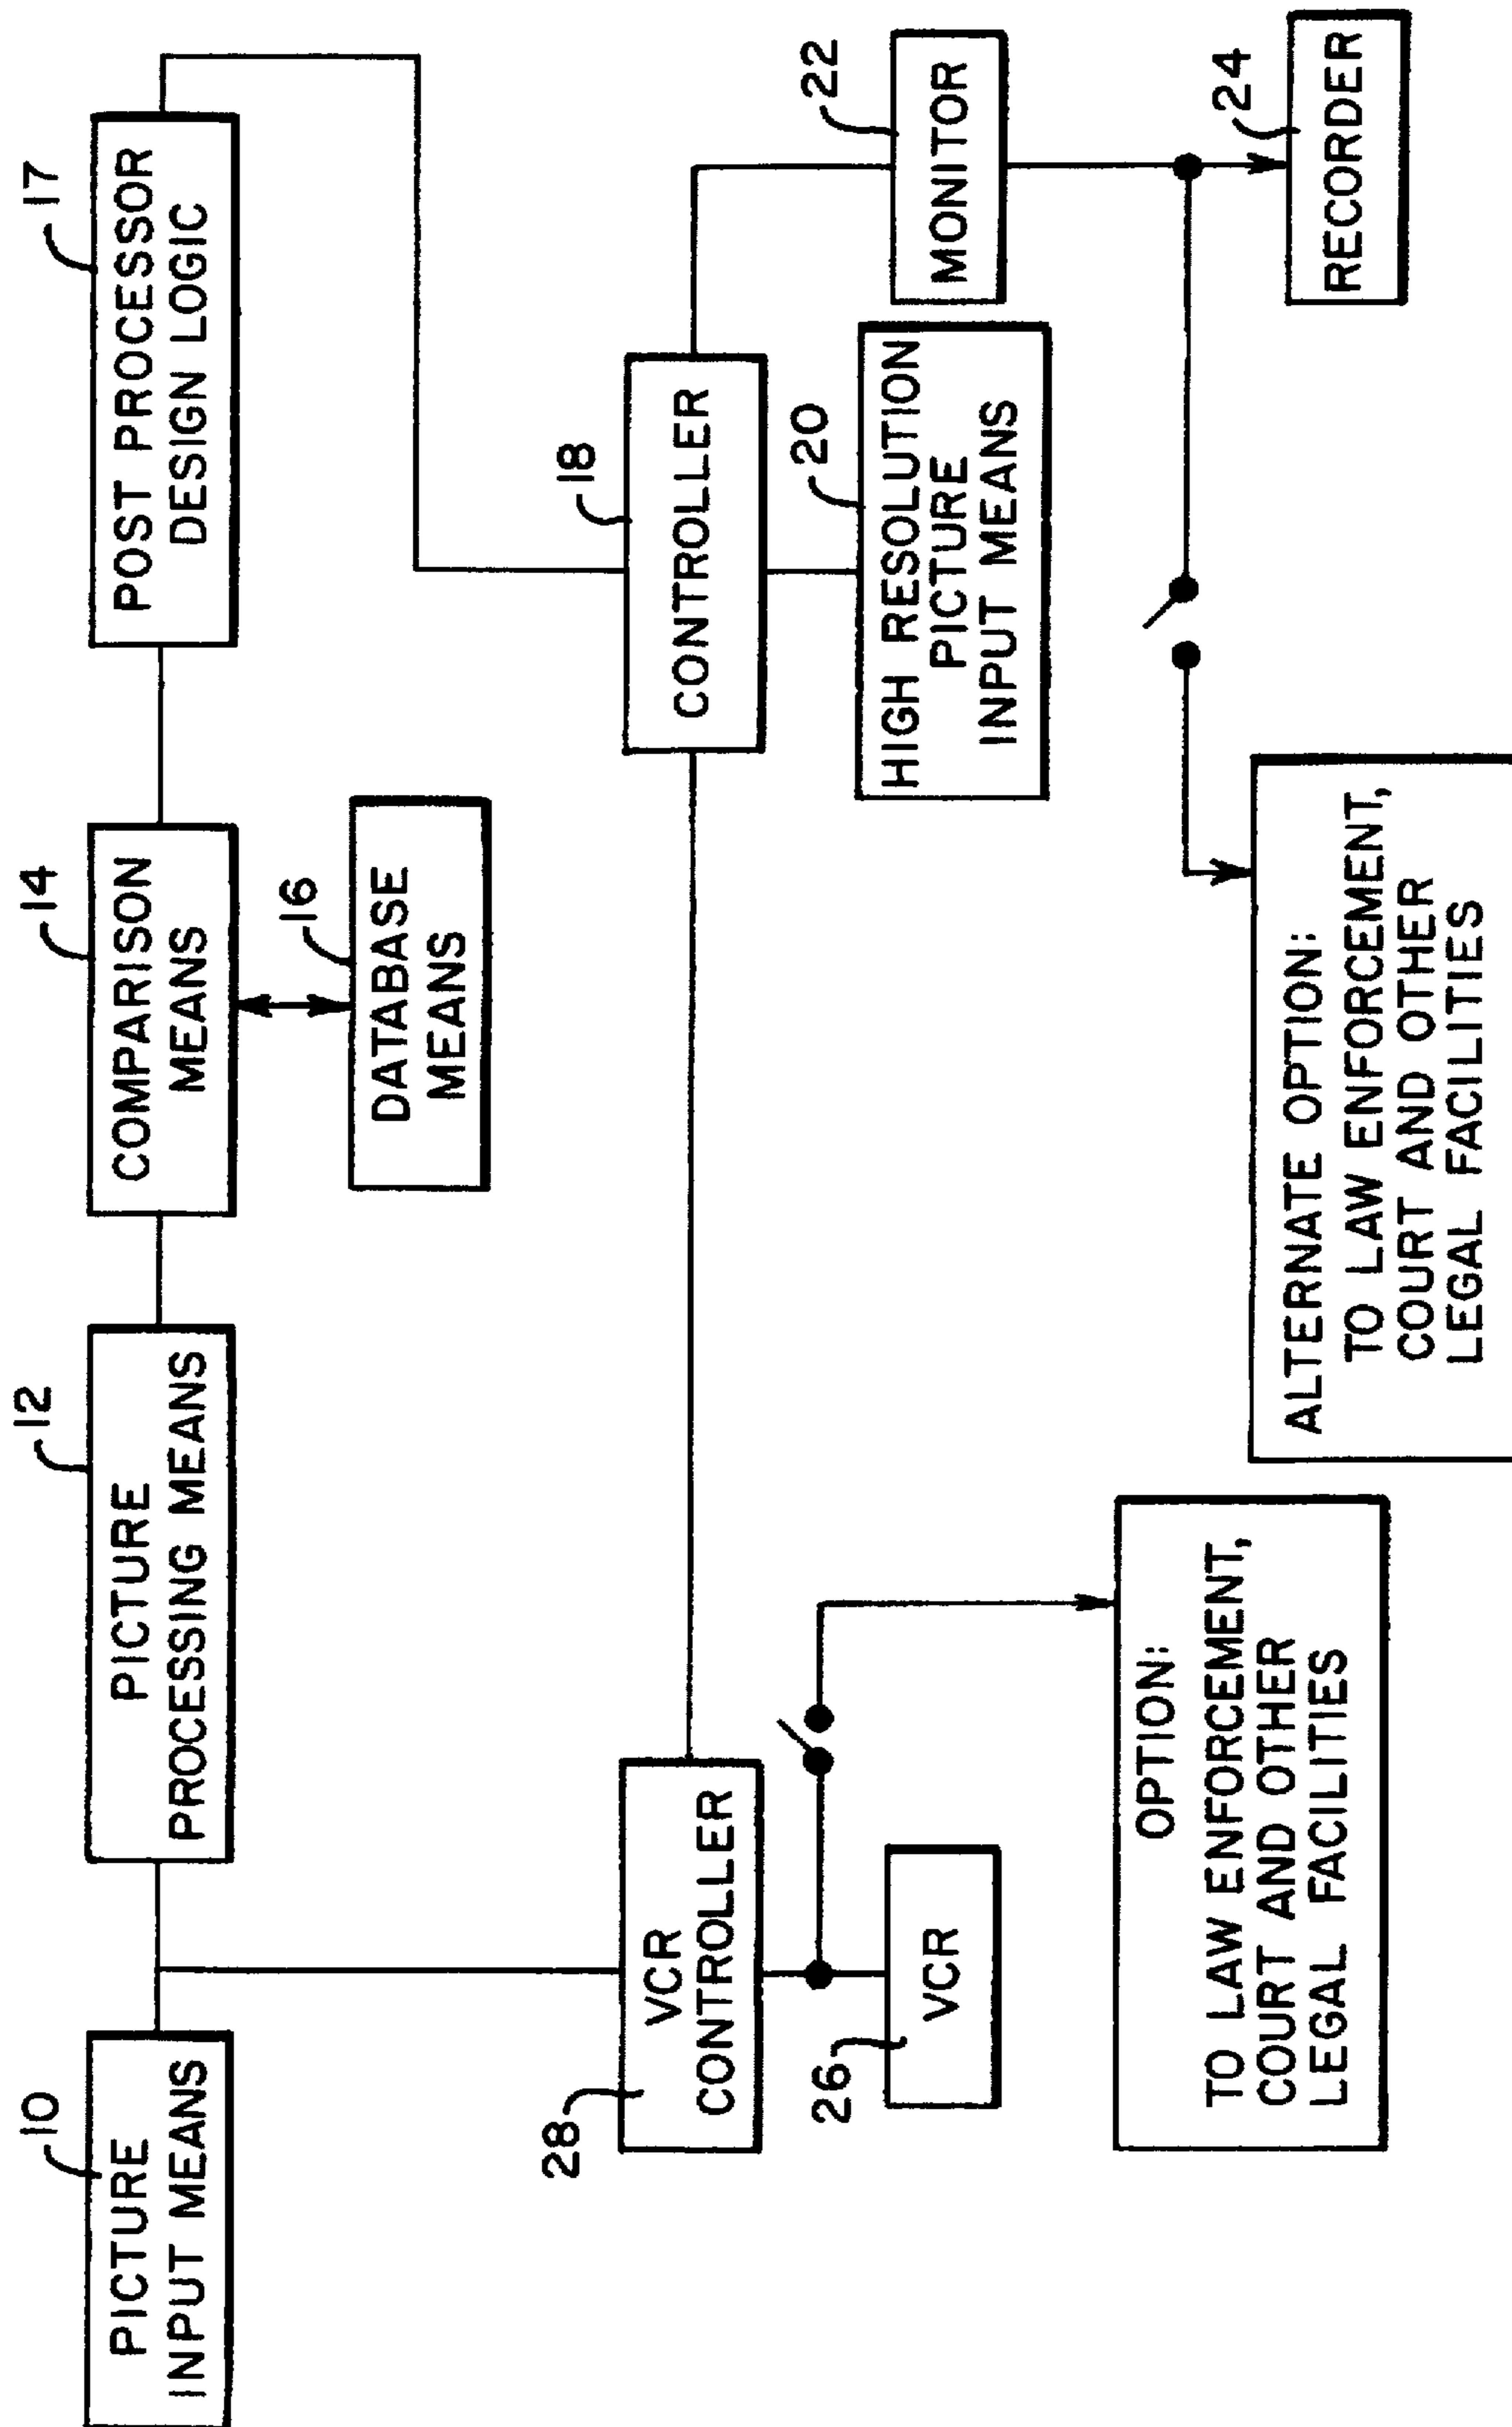 10
PICTURE
INPUT MEANS
12
PICTURE
PROCESSING MEANS
14
COMPARISON
MEANS
16
DATABASE
MEANS
17
POST PROCESSOR
DESIGN LOGIC
28
VCR
CONTROLLER
18
CONTROLLER
26
VCR
20
HIGH RESOLUTION
PICTURE
INPUT MEANS
22
MONITOR
OPTION:
TO LAW ENFORCEMENT,
COURT AND OTHER
LEGAL FACILITIES
ALTERNATE OPTION:
TO LAW ENFORCEMENT,
COURT AND OTHER
LEGAL FACILITIES
24
RECORDER